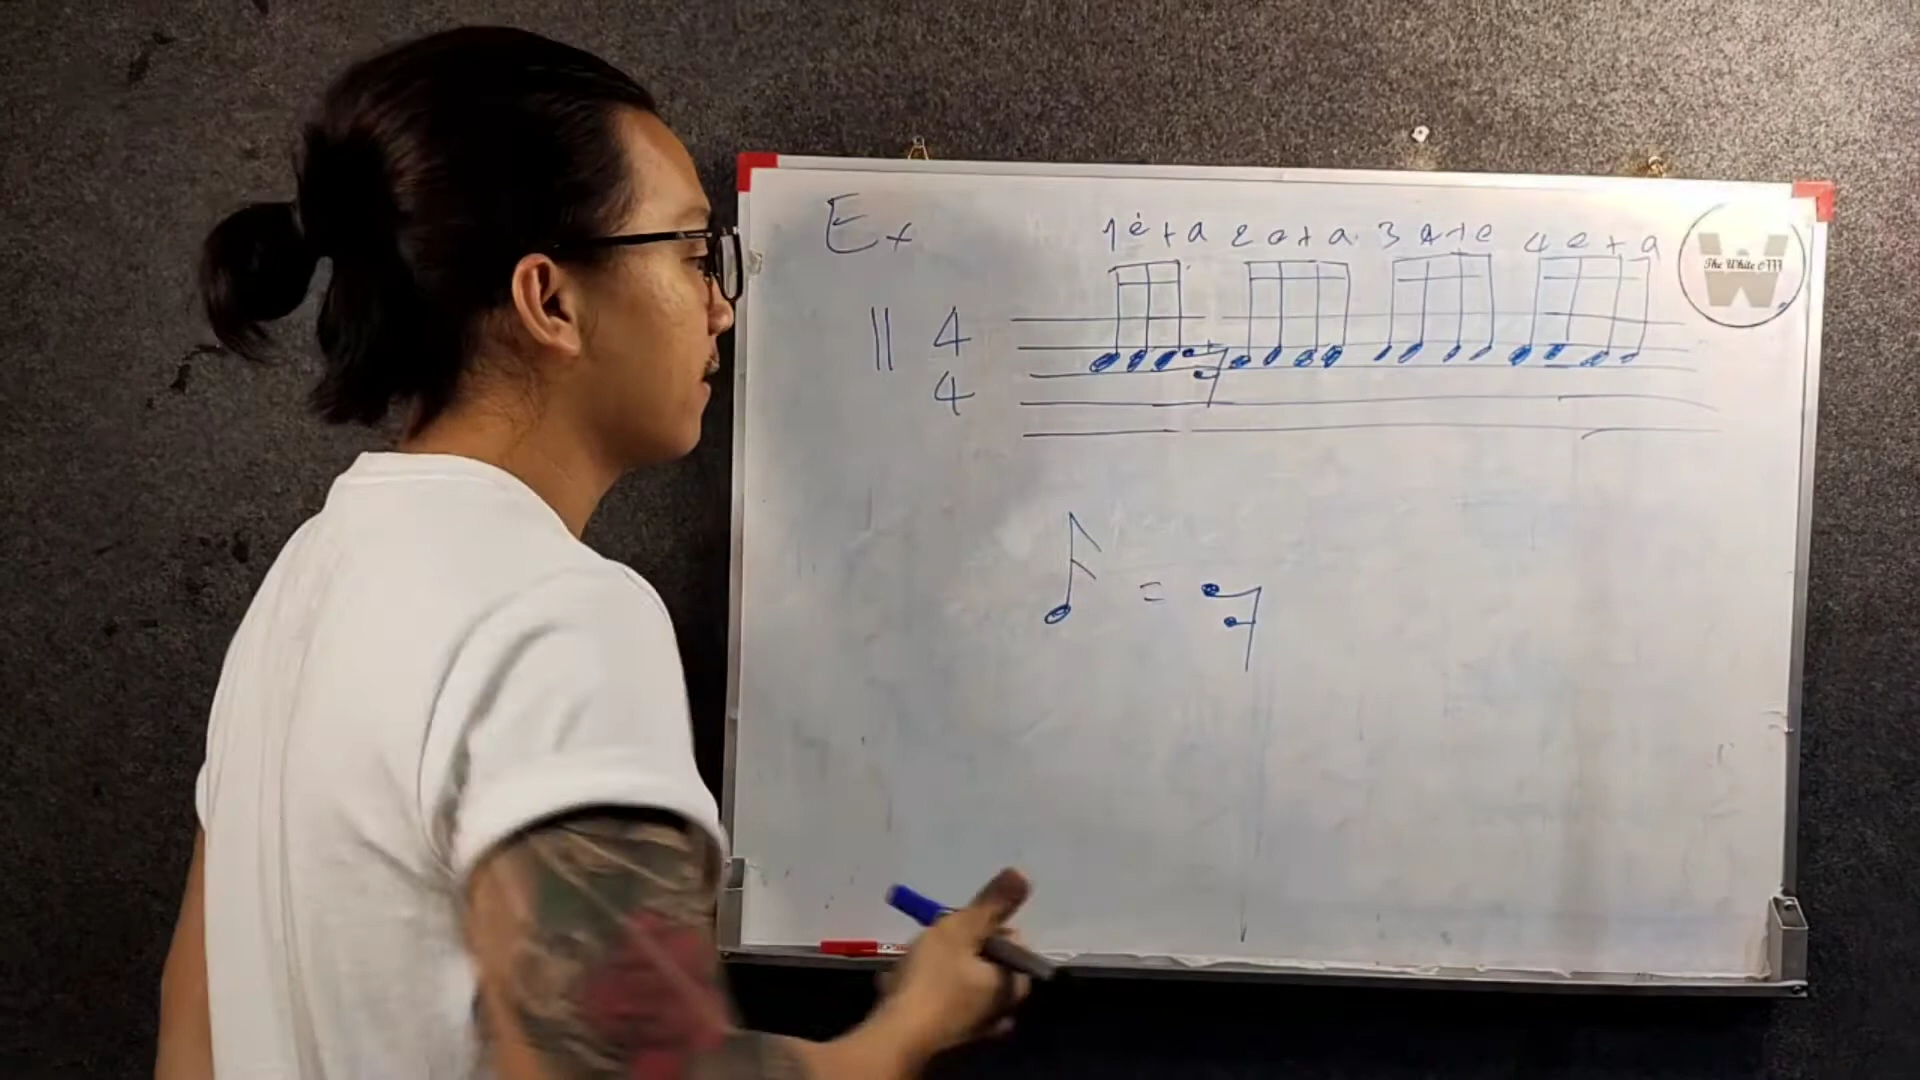 Ex
1 e + a 2 e + a 3 e + e 4 e + a
4
4
=
The White